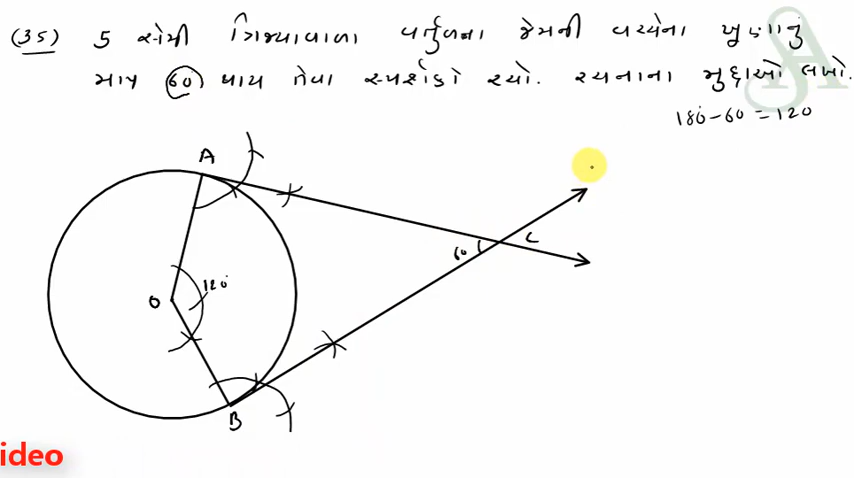 (35) 5 સેમી ત્રિજ્યાવાળા વર્તુળના જેમની વચ્ચેના ખૂણાનું
માપ 60 થાય તેવા સ્પર્શકો રચો. રચનાના મુદ્દાઓ લખો.
180-60=120
A
60
C
120°
O
B
ideo